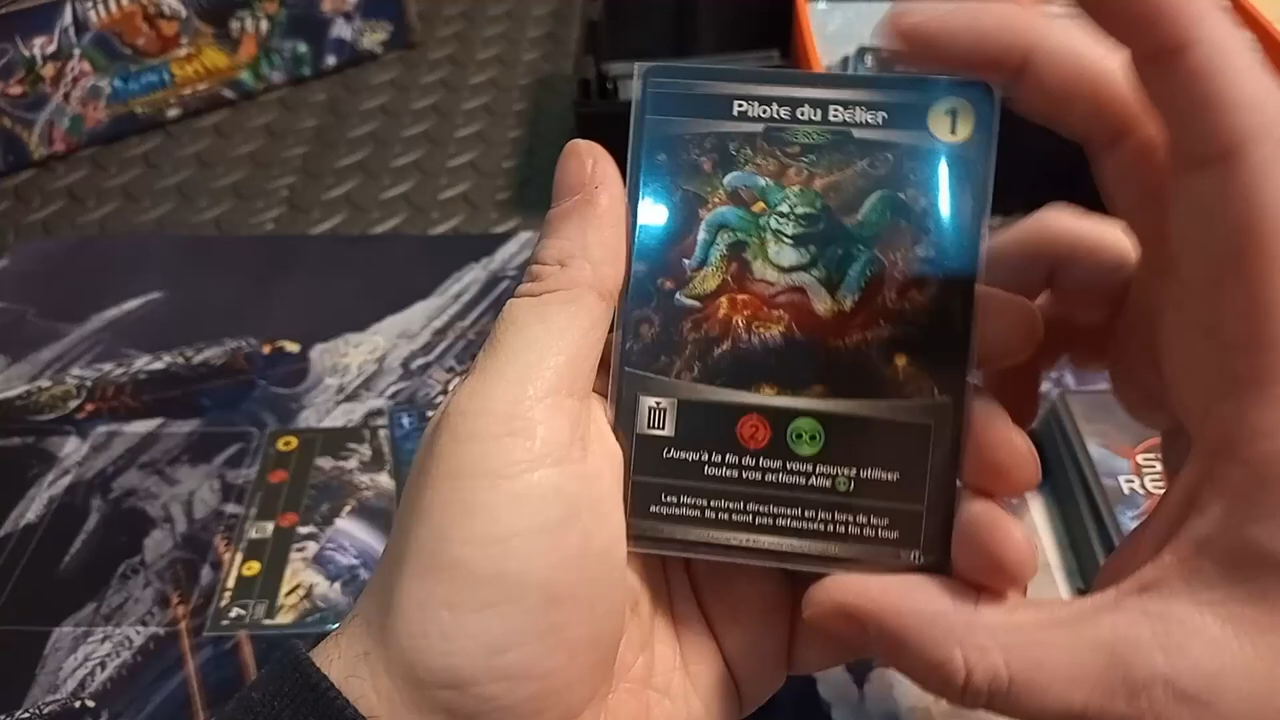 Pilote du Bélier
1
HÉROS
2
(Jusqu'à la fin du tour, vous pouvez utiliser
toutes vos actions Allié )
Les Héros entrent directement en jeu lors de leur
acquisition. Ils ne sont pas défaussés à la fin du tour